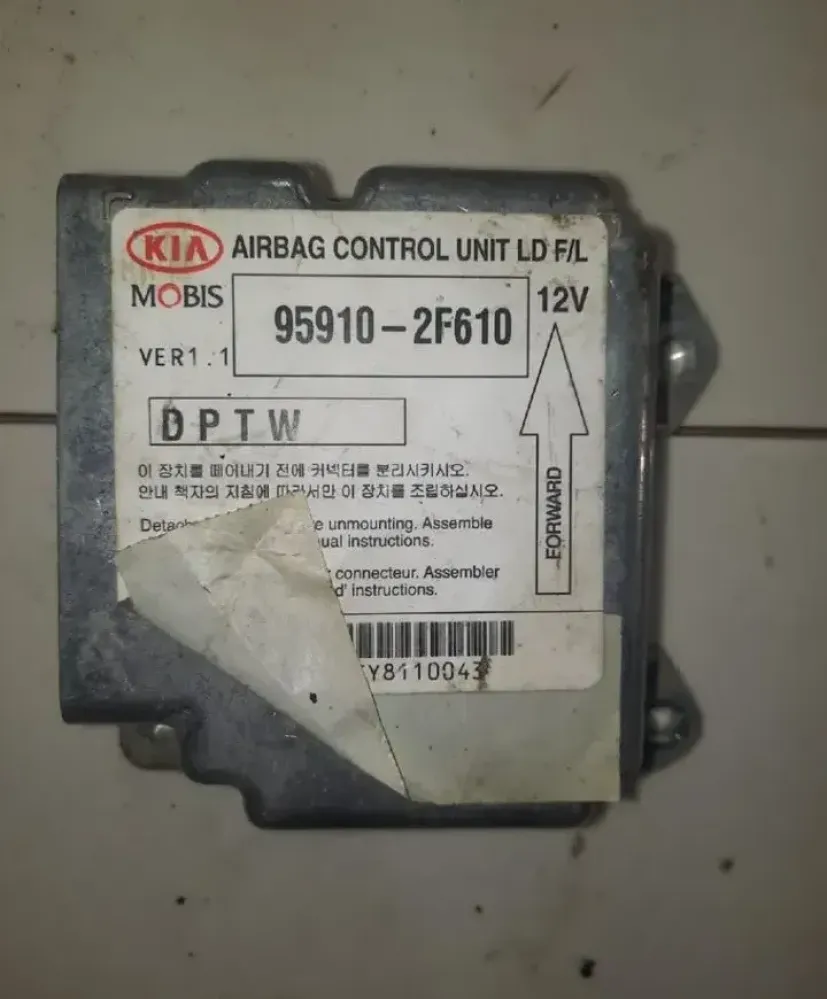 KIA AIRBAG CONTROL UNIT LD F/L
MOBIS 95910-2F610 12V
VER1.1
DPTW
이 장치를 떼어내기 전에 커넥터를 분리시키시오.
안내 책자의 지침에 따라서만 이 장치를 조립하십시오.
unmounting. Assemble
instructions.
connecteur. Assembler
instructions.
FORWARD
Y8110043